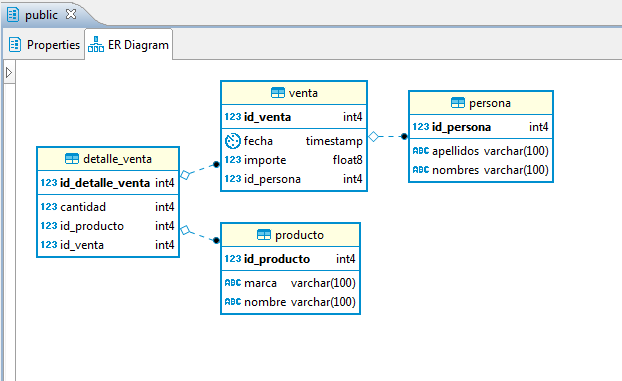 public
Properties
ER Diagram
venta
123 id_venta int4
fecha timestamp
123 importe float8
123 id_persona int4
persona
123 id_persona int4
ABC apellidos varchar(100)
ABC nombres varchar(100)
detalle_venta
123 id_detalle_venta int4
123 cantidad int4
123 id_producto int4
123 id_venta int4
producto
123 id_producto int4
ABC marca varchar(100)
ABC nombre varchar(100)